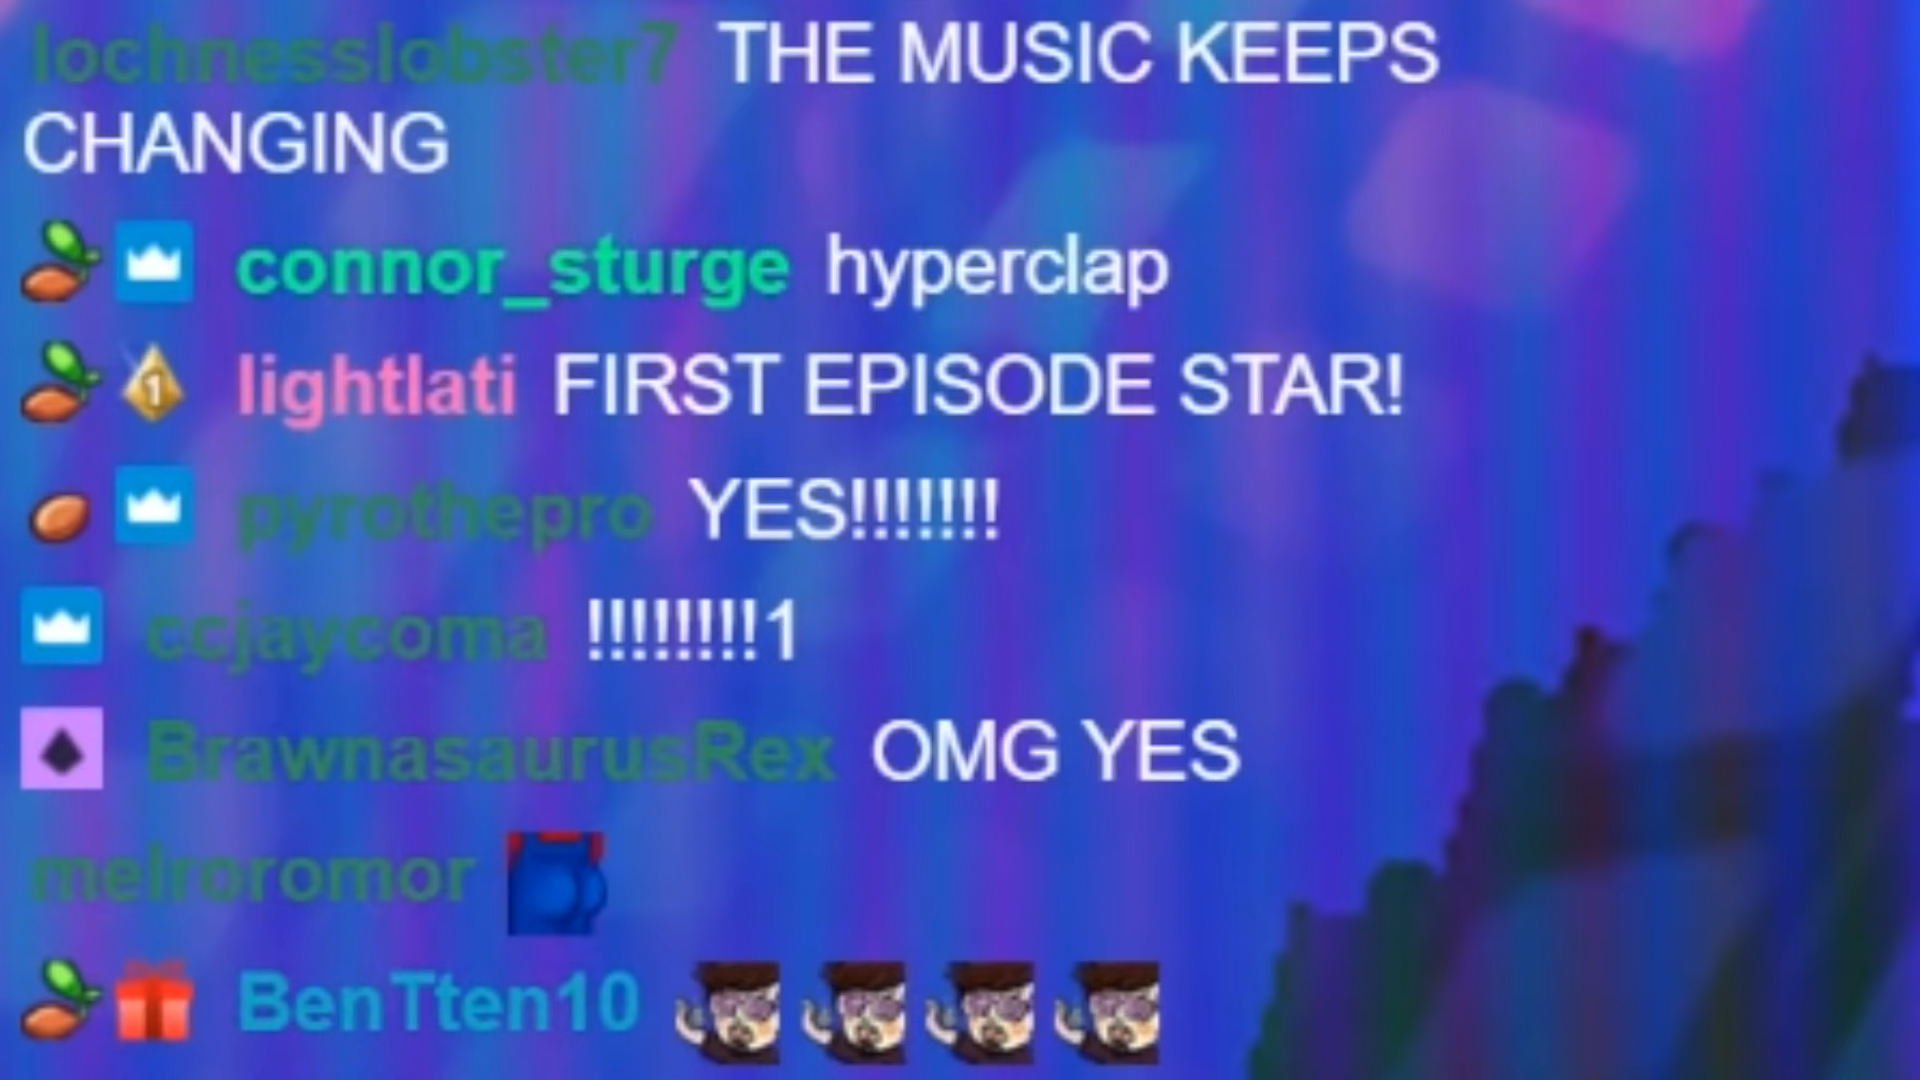 lochnesslobster7 THE MUSIC KEEPS
CHANGING
connor_sturge hyperclap
1 lightlati FIRST EPISODE STAR!
pyrothepro YES!!!!!!!
ccjaycoma !!!!!!!!1
BrawnasaurusRex OMG YES
melroromor
BenTten10